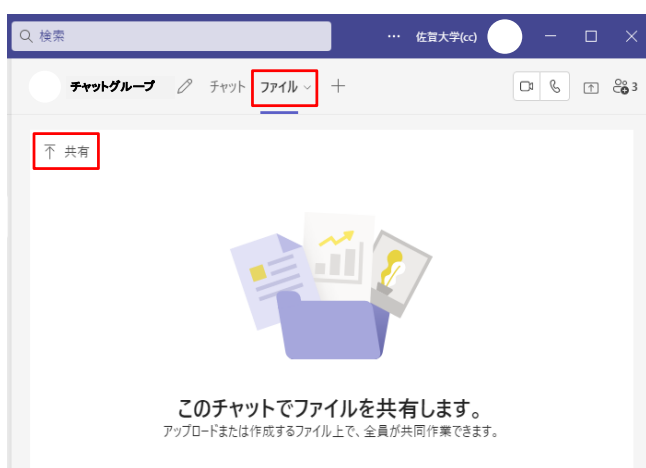 検索
… 佐賀大学(cc)
チャットグループ チャット ファイル
3
共有
このチャットでファイルを共有します。
アップロードまたは作成するファイル上で、全員が共同作業できます。